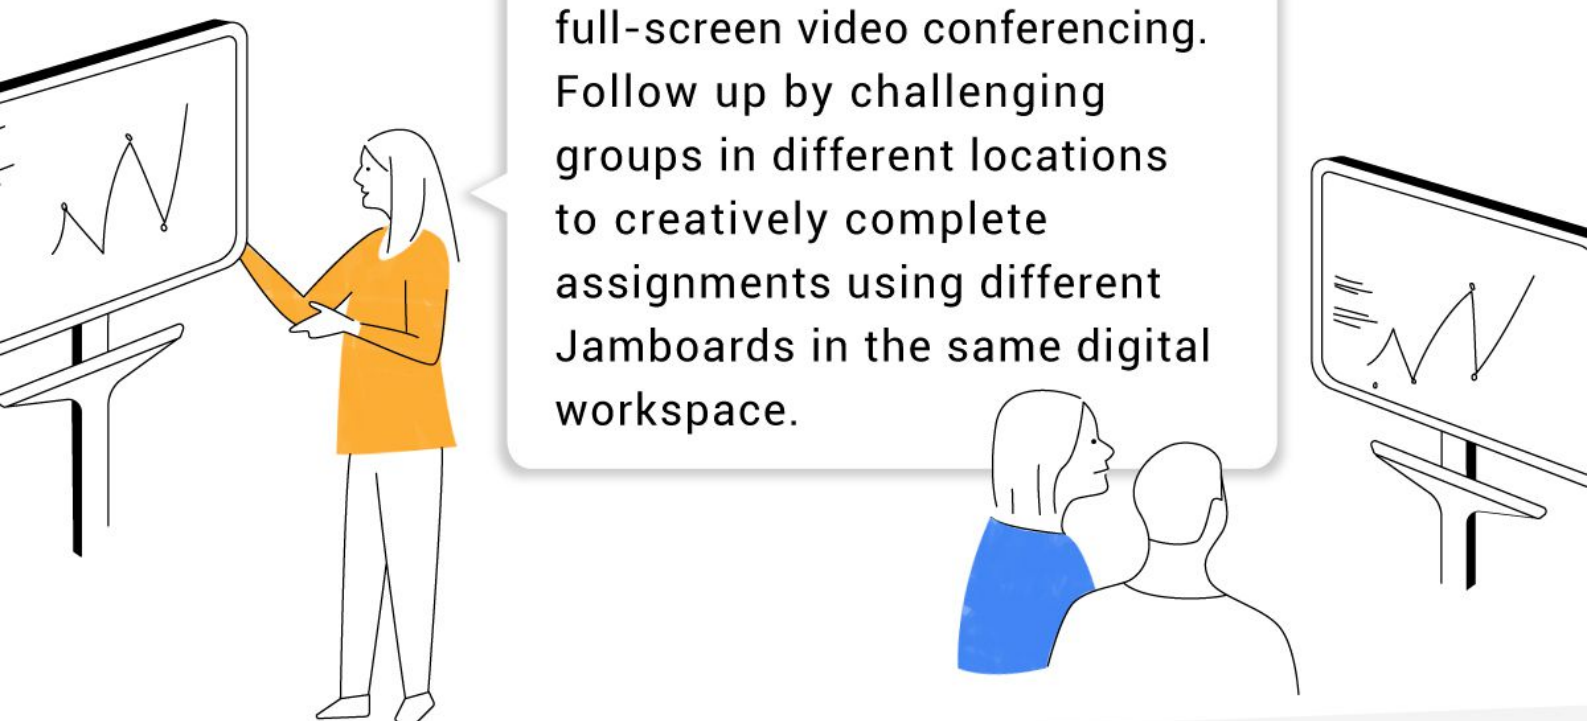 full-screen video conferencing.
Follow up by challenging
groups in different locations
to creatively complete
assignments using different
Jamboards in the same digital
workspace.